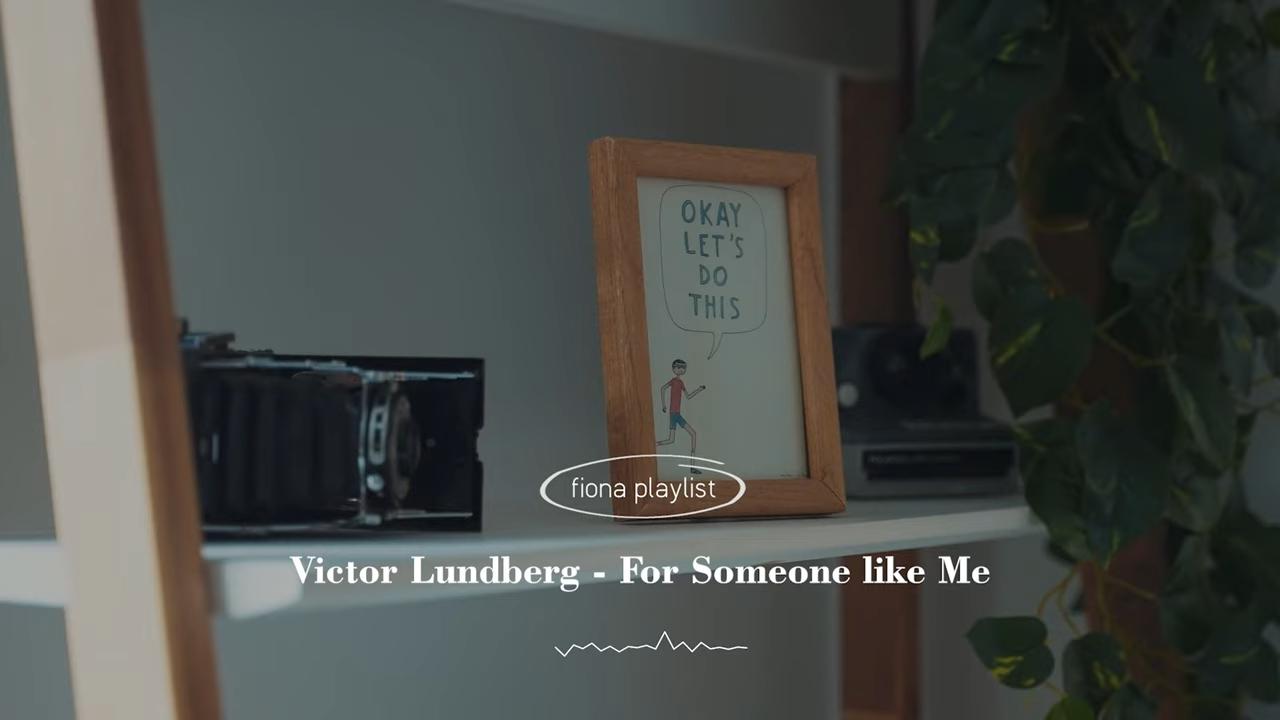 OKAY
LET'S
DO
THIS
fiona playlist
Victor Lundberg - For Someone like Me